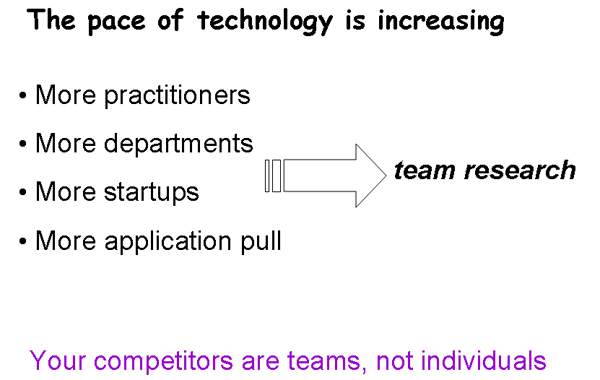 The pace of technology is increasing
• More practitioners
• More departments
• More startups
• More application pull
team research
Your competitors are teams, not individuals